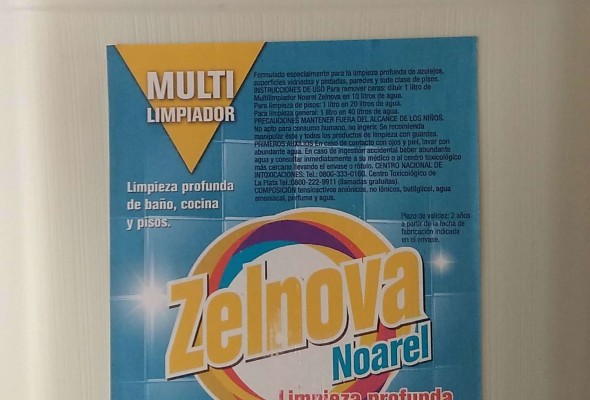 MULTI
LIMPIADOR
Limpieza profunda
de baño, cocina
y pisos.
Formulado especialmente para la limpieza profunda de azulejos,
superficies vidriadas y pintadas, paredes y todo clase de pisos.
INSTRUCCIONES DE USO Para remover ceras: diluir 1 litro de
Multilimpiador Noarel Zelnova en 10 litros de agua.
Para limpieza de pisos: 1 litro en 20 litros de agua.
Para limpieza general: 1 litro en 40 litros de agua.
PRECAUCIONES MANTENER FUERA DEL ALCANCE DE LOS NIÑOS.
No apto para consumo humano, no ingerir. Se recomienda
manipular éste y todos los productos de limpieza con guantes.
PRIMEROS AUXILIOS En caso de contacto con ojos y piel, lavar con
abundante agua. En caso de ingestión accidental beber abundante
agua y consultar inmediatamente a su médico o al centro toxicológico
más cercano llevando el envase o rótulo. CENTRO NACIONAL DE
INTOXICACIONES: Tel.: 0800-333-0160. Centro Toxicológico de
La Plata Tel.:0800-222-9911 (llamadas gratuitas).
COMPOSICIÓN tensioactivos aniónicos, no iónicos, butilglicol, agua
amoniacal, perfume y agua.
Plazo de validez: 2 años
a partir de la fecha de
fabricación indicada
en el envase.
Zelnova
Noarel
Limpieza profunda